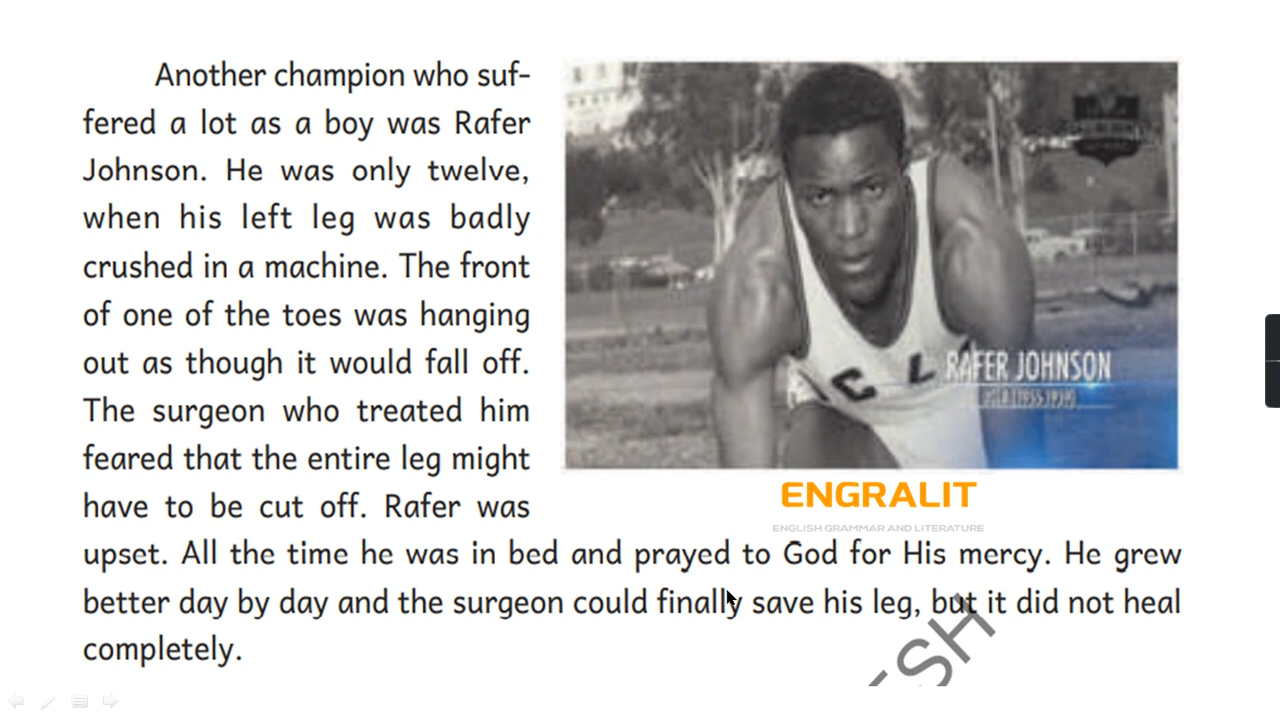 Another champion who suf-
fered a lot as a boy was Rafer
Johnson. He was only twelve,
when his left leg was badly
crushed in a machine. The front
of one of the toes was hanging
out as though it would fall off.
The surgeon who treated him
feared that the entire leg might
have to be cut off. Rafer was
upset. All the time he was in bed and prayed to God for His mercy. He grew
better day by day and the surgeon could finally save his leg, but it did not heal
completely.
CL
RAFER JOHNSON
UCLA (1955-1959)
ENGRALIT
ENGLISH GRAMMAR AND LITERATURE
ESH